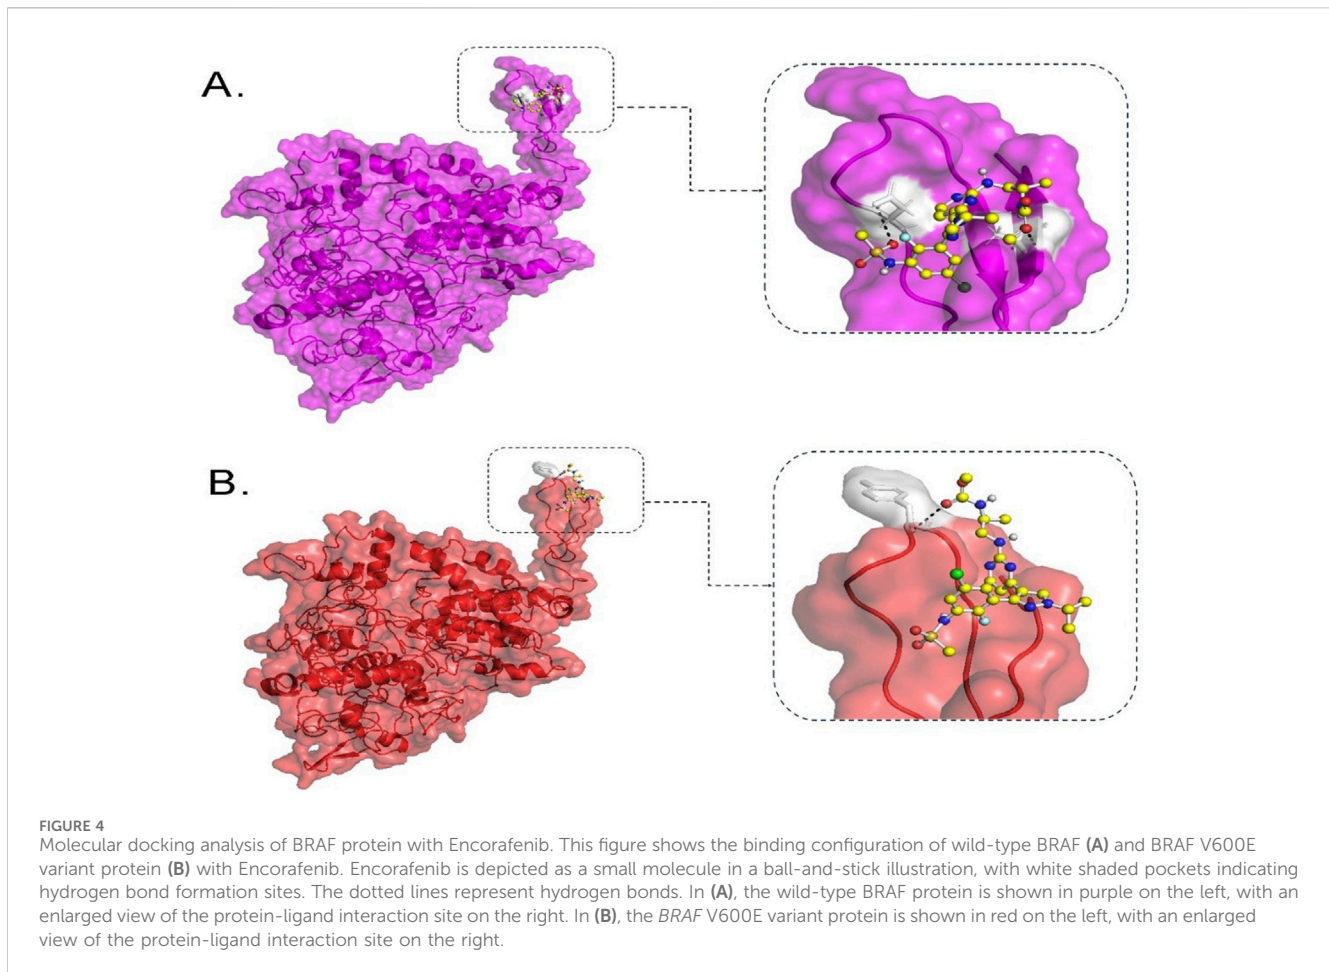 A.
B.
FIGURE 4
Molecular docking analysis of BRAF protein with Encorafenib. This figure shows the binding configuration of wild-type BRAF (A) and BRAF V600E
variant protein (B) with Encorafenib. Encorafenib is depicted as a small molecule in a ball-and-stick illustration, with white shaded pockets indicating
hydrogen bond formation sites. The dotted lines represent hydrogen bonds. In (A), the wild-type BRAF protein is shown in purple on the left, with an
enlarged view of the protein-ligand interaction site on the right. In (B), the BRAF V600E variant protein is shown in red on the left, with an enlarged
view of the protein-ligand interaction site on the right.